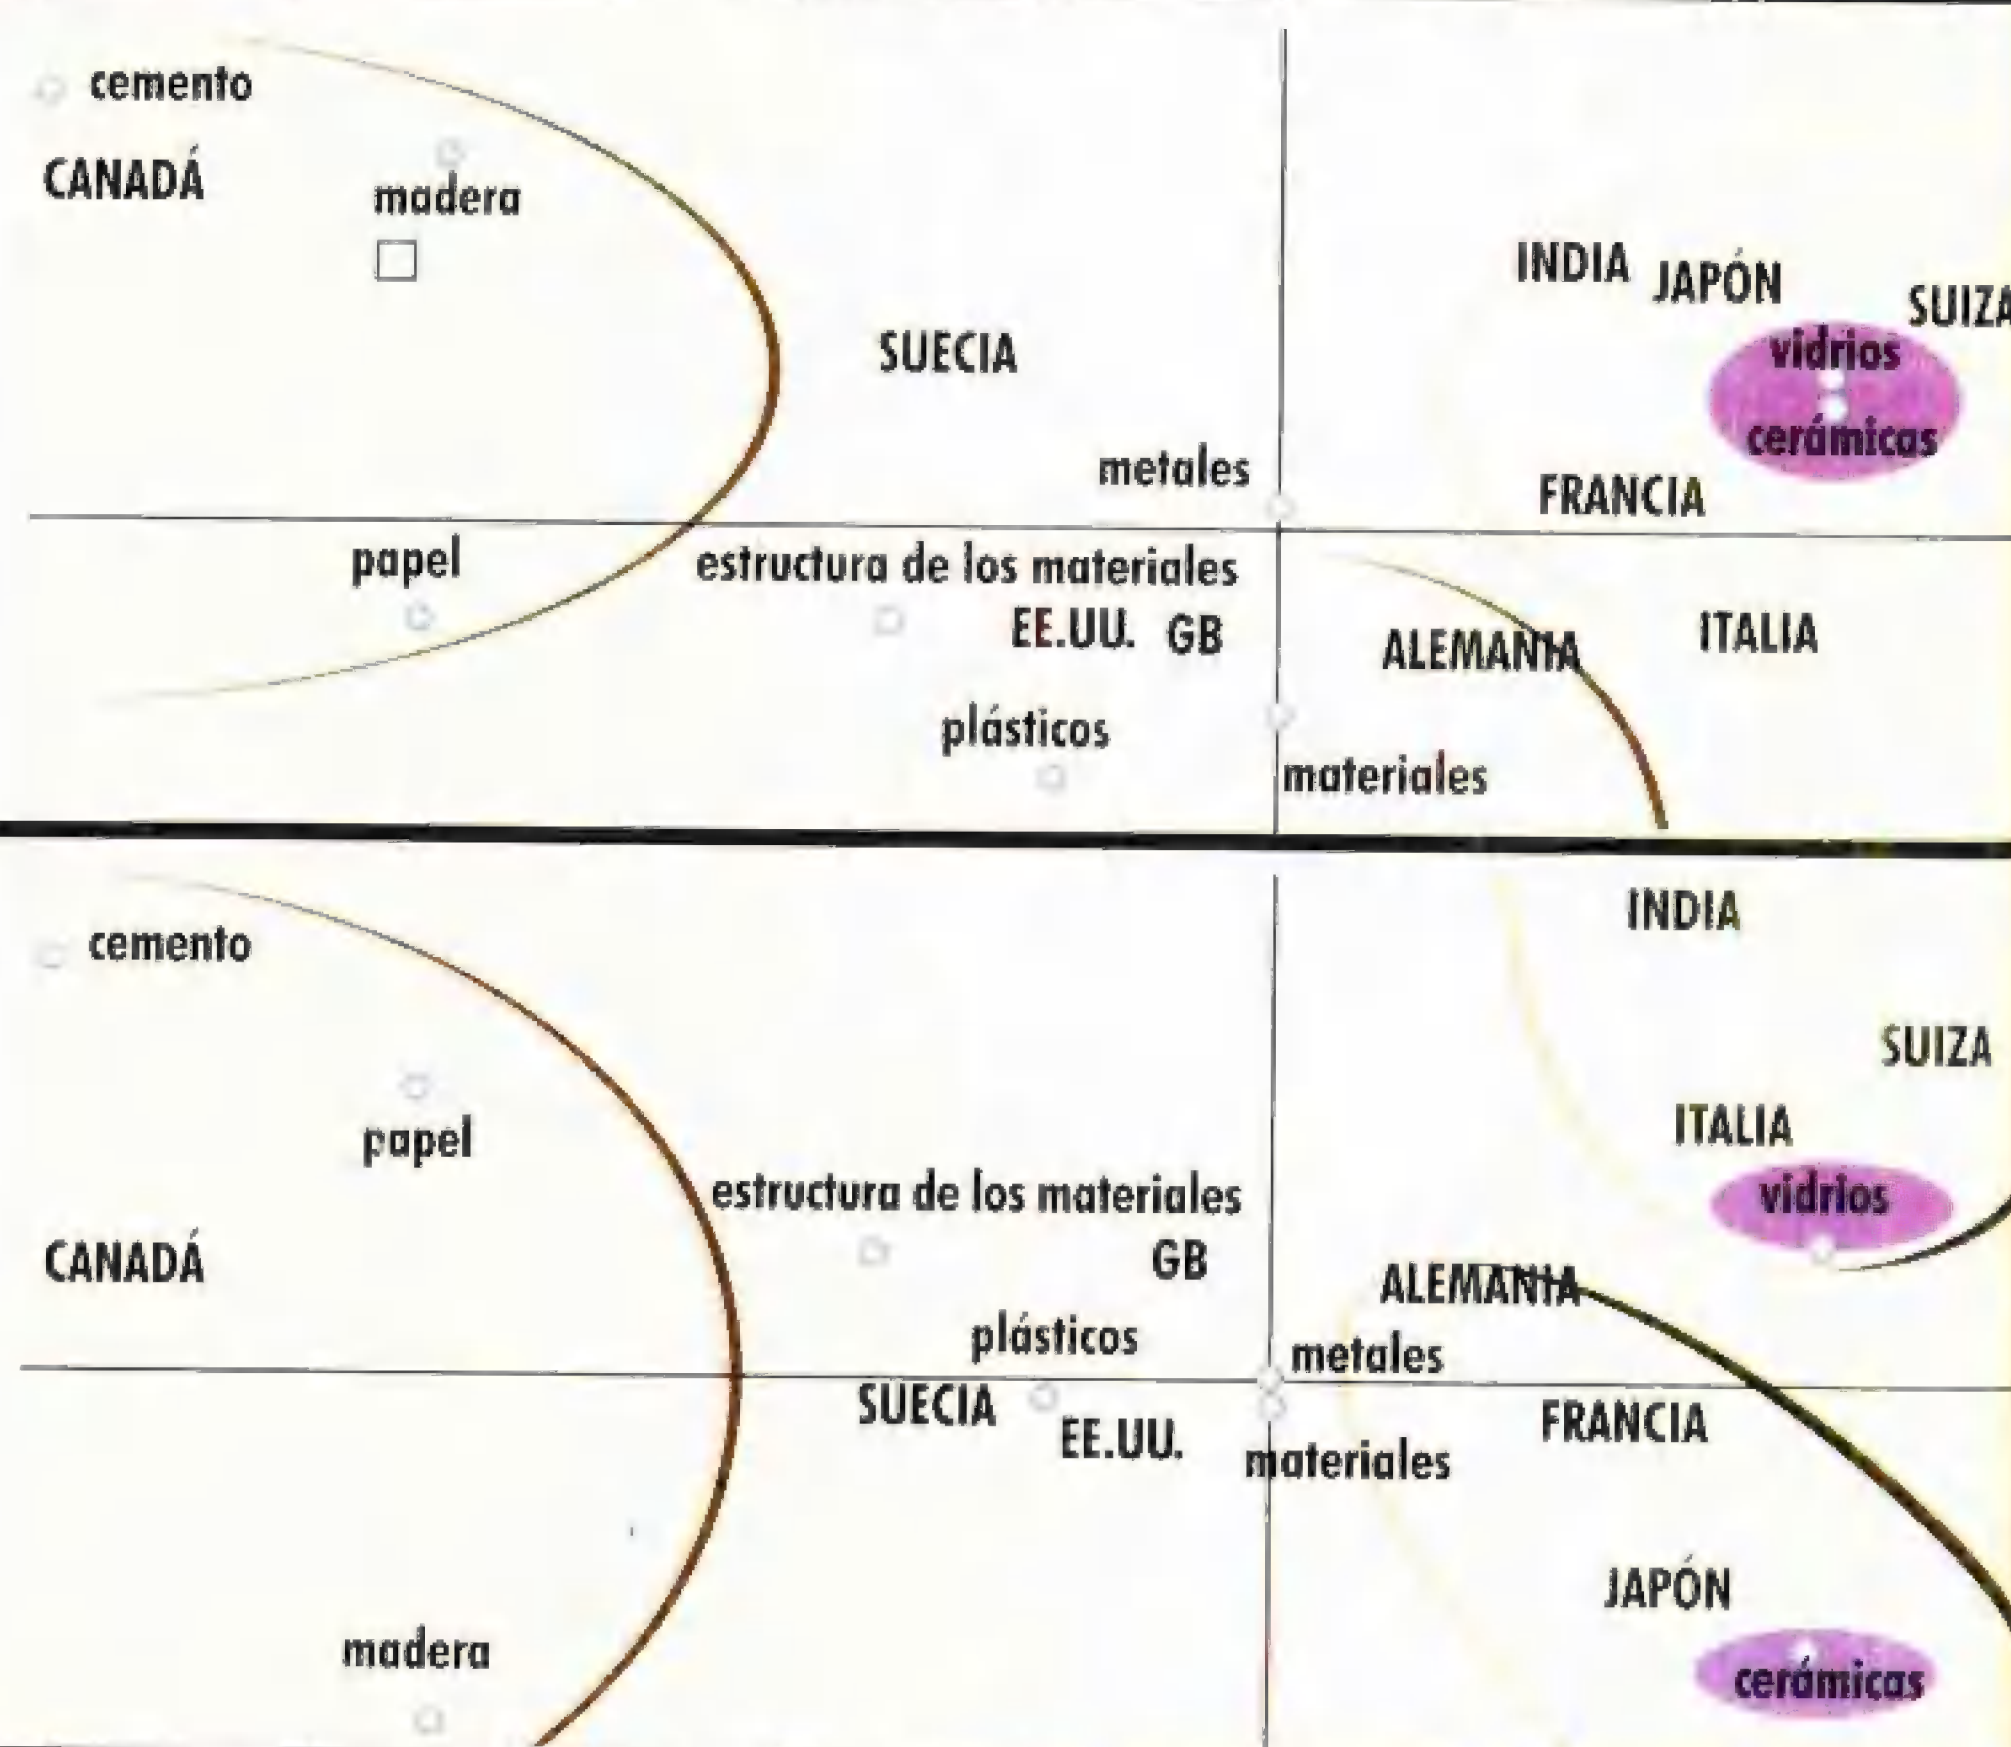 cemento
CANADÁ
madera
INDIA JAPÓN
SUIZA
vidrios
SUECIA
cerámicas
metales
FRANCIA
papel
estructura de los materiales
EE.UU. GB
ALEMANIA
ITALIA
plásticos
materiales
INDIA
cemento
SUIZA
papel
ITALIA
estructura de los materiales
vidrios
CANADÁ
GB
ALEMANIA
plásticos
metales
SUECIA
EE.UU.
FRANCIA
materiales
JAPÓN
madera
cerámicas